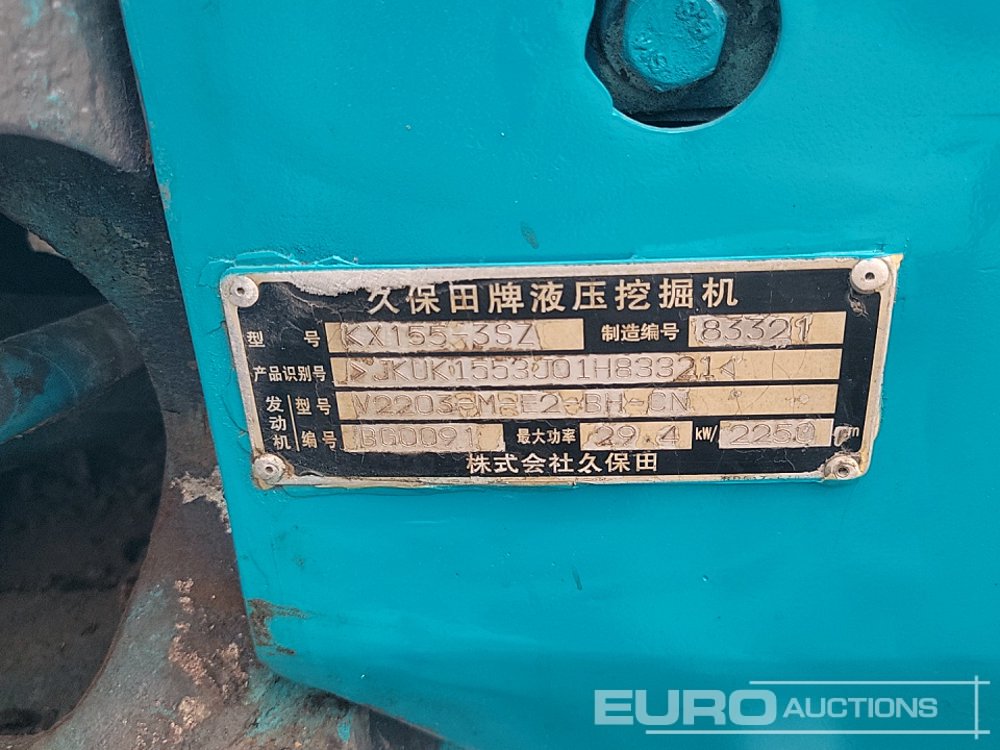 久保田牌液压挖掘机
型 号 KX155-3SZ 制造编号 83321
产品识别号 >JKUK1553J01H83321<
发动机 型号 V2203-M-E2-BH-CN
编号 BG0091 最大功率 29.4 kW/ 2250 rpm
株式会社久保田
EURO AUCTIONS